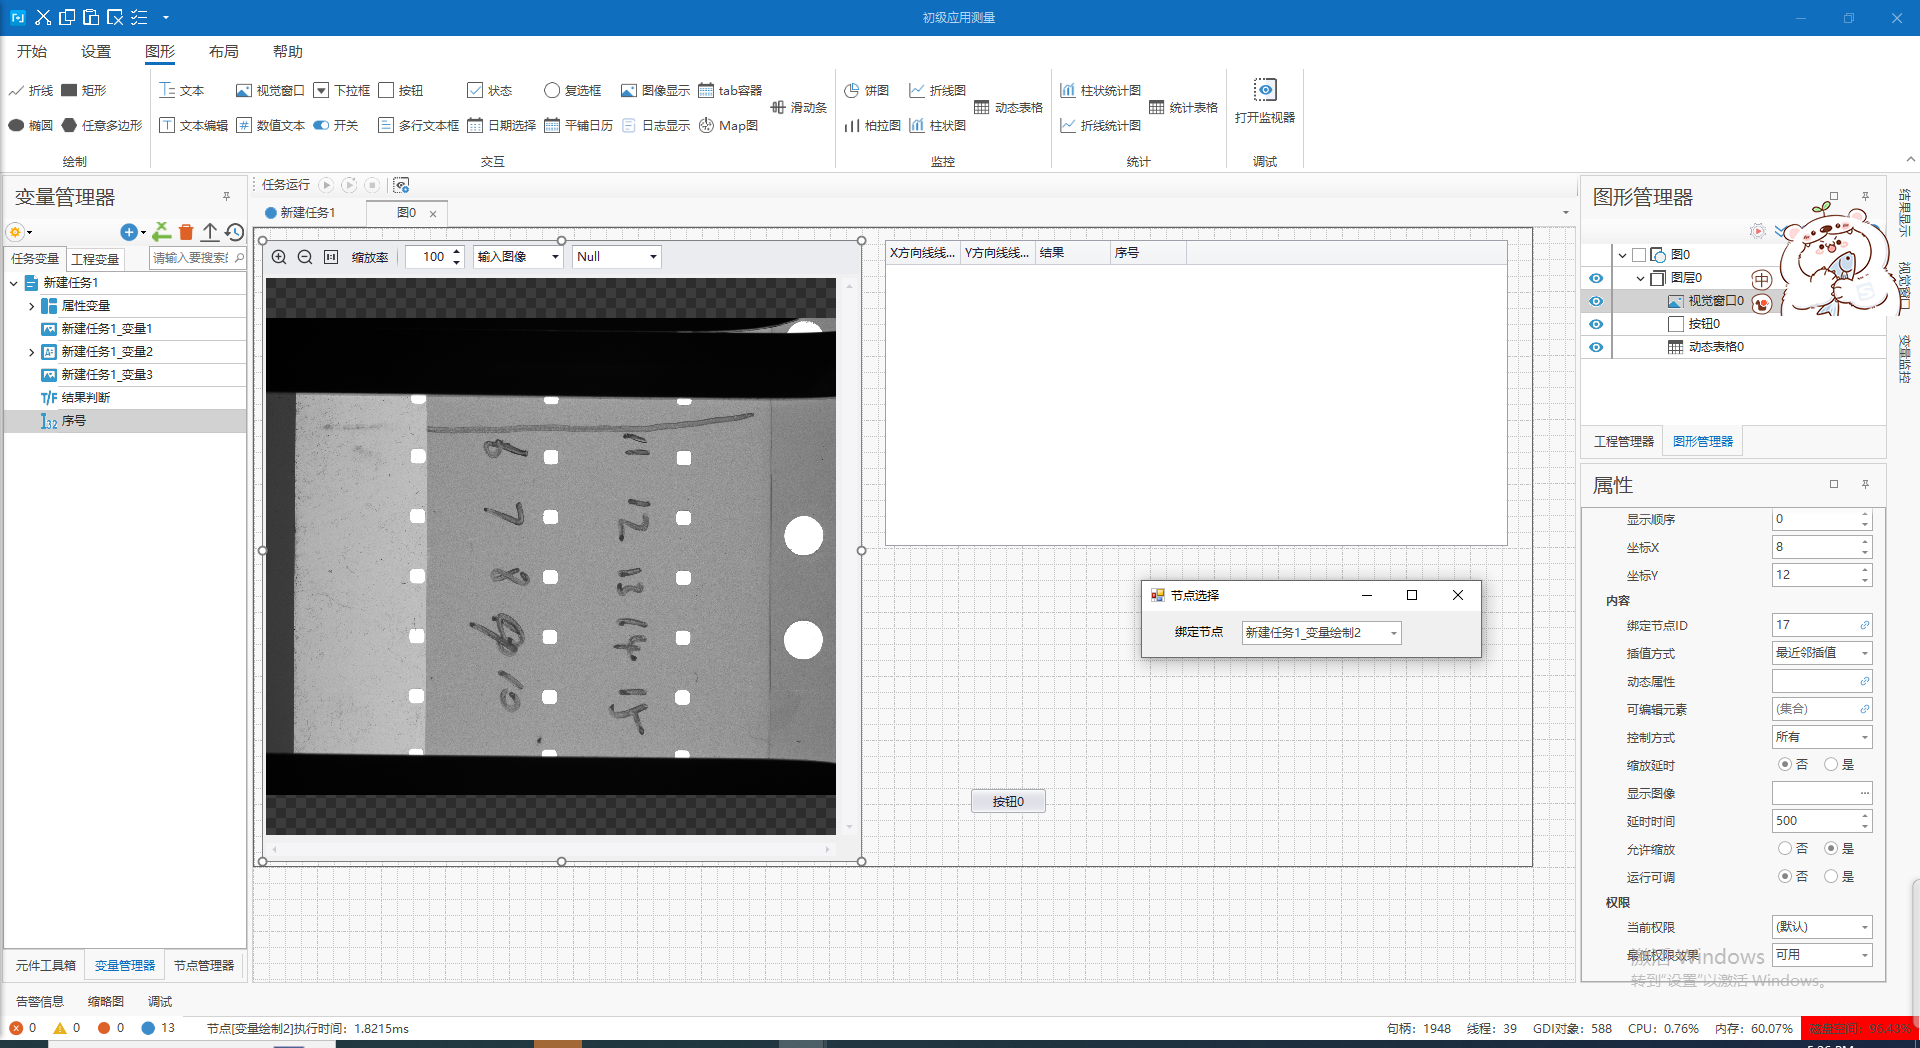 初级应用测量
开始 设置 图形 布局 帮助
折线 矩形 文本 视觉窗口 下拉框 按钮 状态 复选框 图像显示 tab容器 滑动条 饼图 折线图 动态表格 柱状统计图 统计表格 打开监视器
椭圆 任意多边形 文本编辑 数值文本 开关 多行文本框 日期选择 平铺日历 日志显示 Map图 柏拉图 柱状图 折线统计图
绘制 交互 监控 统计 调试
变量管理器
任务变量 工程变量 请输入要搜索
新建任务1
属性变量
新建任务1_变量1
新建任务1_变量2
新建任务1_变量3
T/F 结果判断
I32 序号
元件工具箱 变量管理器 节点管理器
任务运行
新建任务1 图0
缩放率 100 输入图像 Null
6 7 8 10
11 12 13 14 15
X方向线线... Y方向线线... 结果 序号
节点选择
绑定节点 新建任务1_变量绘制2
按钮0
图形管理器
图0
图层0
视觉窗口0
按钮0
动态表格0
中
工程管理器 图形管理器
结果显示
视觉窗口
变量监控
属性
显示顺序 0
坐标X 8
坐标Y 12
内容
绑定节点ID 17
插值方式 最近邻插值
动态属性
可编辑元素 (集合)
控制方式 所有
缩放延时 否 是
显示图像 ...
延时时间 500
允许缩放 否 是
运行可调 否 是
权限
当前权限 (默认)
最低权限效果 可用
激活 Windows
转到"设置"以激活 Windows。
告警信息 缩略图 调试
0 0 0 13 节点[变量绘制2]执行时间：1.8215ms
句柄：1948 线程：39 GDI对象：588 CPU：0.76% 内存：60.07%